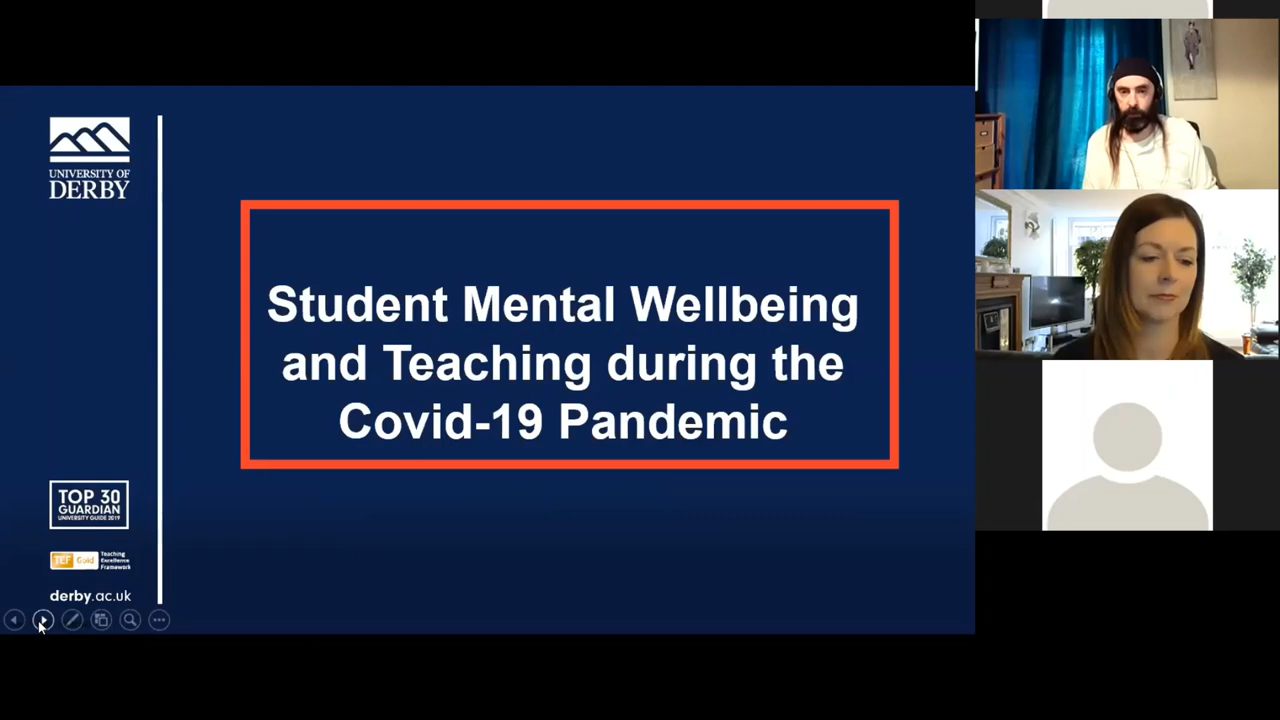 UNIVERSITY OF
DERBY
Student Mental Wellbeing
and Teaching during the
Covid-19 Pandemic
TOP 30
GUARDIAN
UNIVERSITY GUIDE 2019
TEF Gold
Teaching
Excellence
Framework
derby.ac.uk